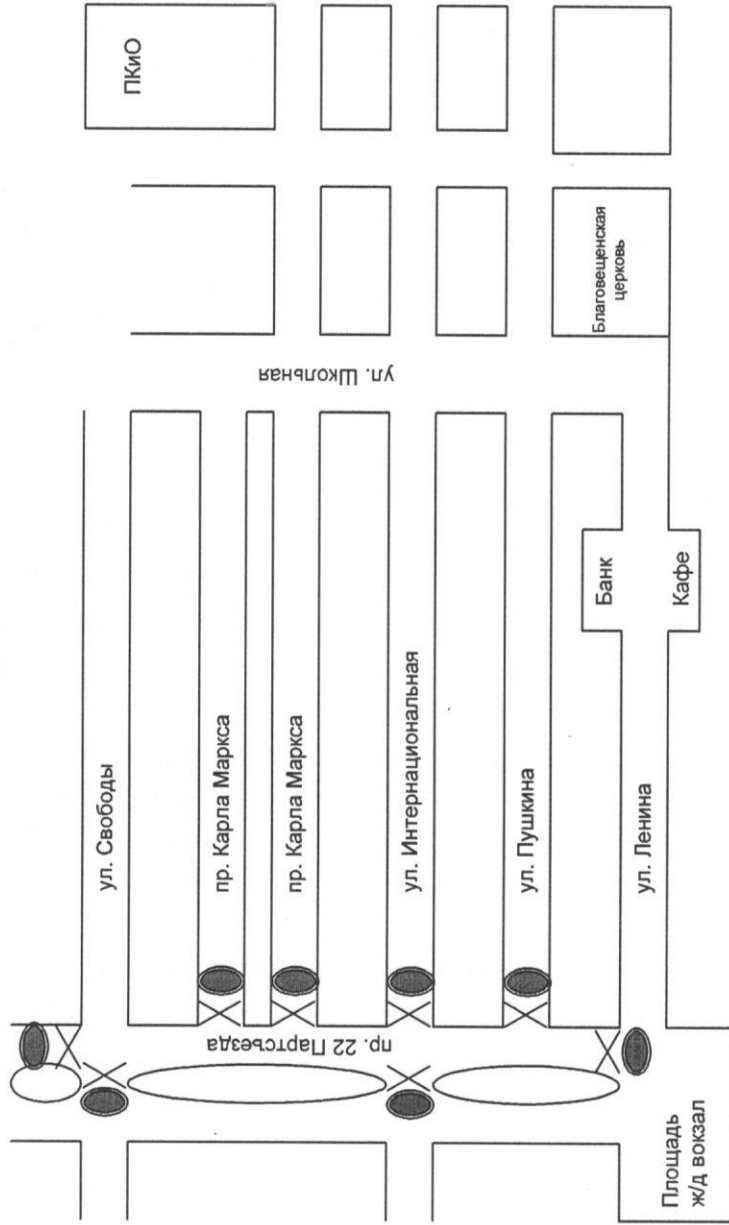 ПКиО
ул. Школьная
Благовещенская
церковь
ул. Свободы
пр. Карла Маркса
пр. Карла Маркса
ул. Интернациональная
ул. Пушкина
ул. Ленина
Банк
Кафе
пр. 22 Партсъезда
Площадь
ж/д вокзал